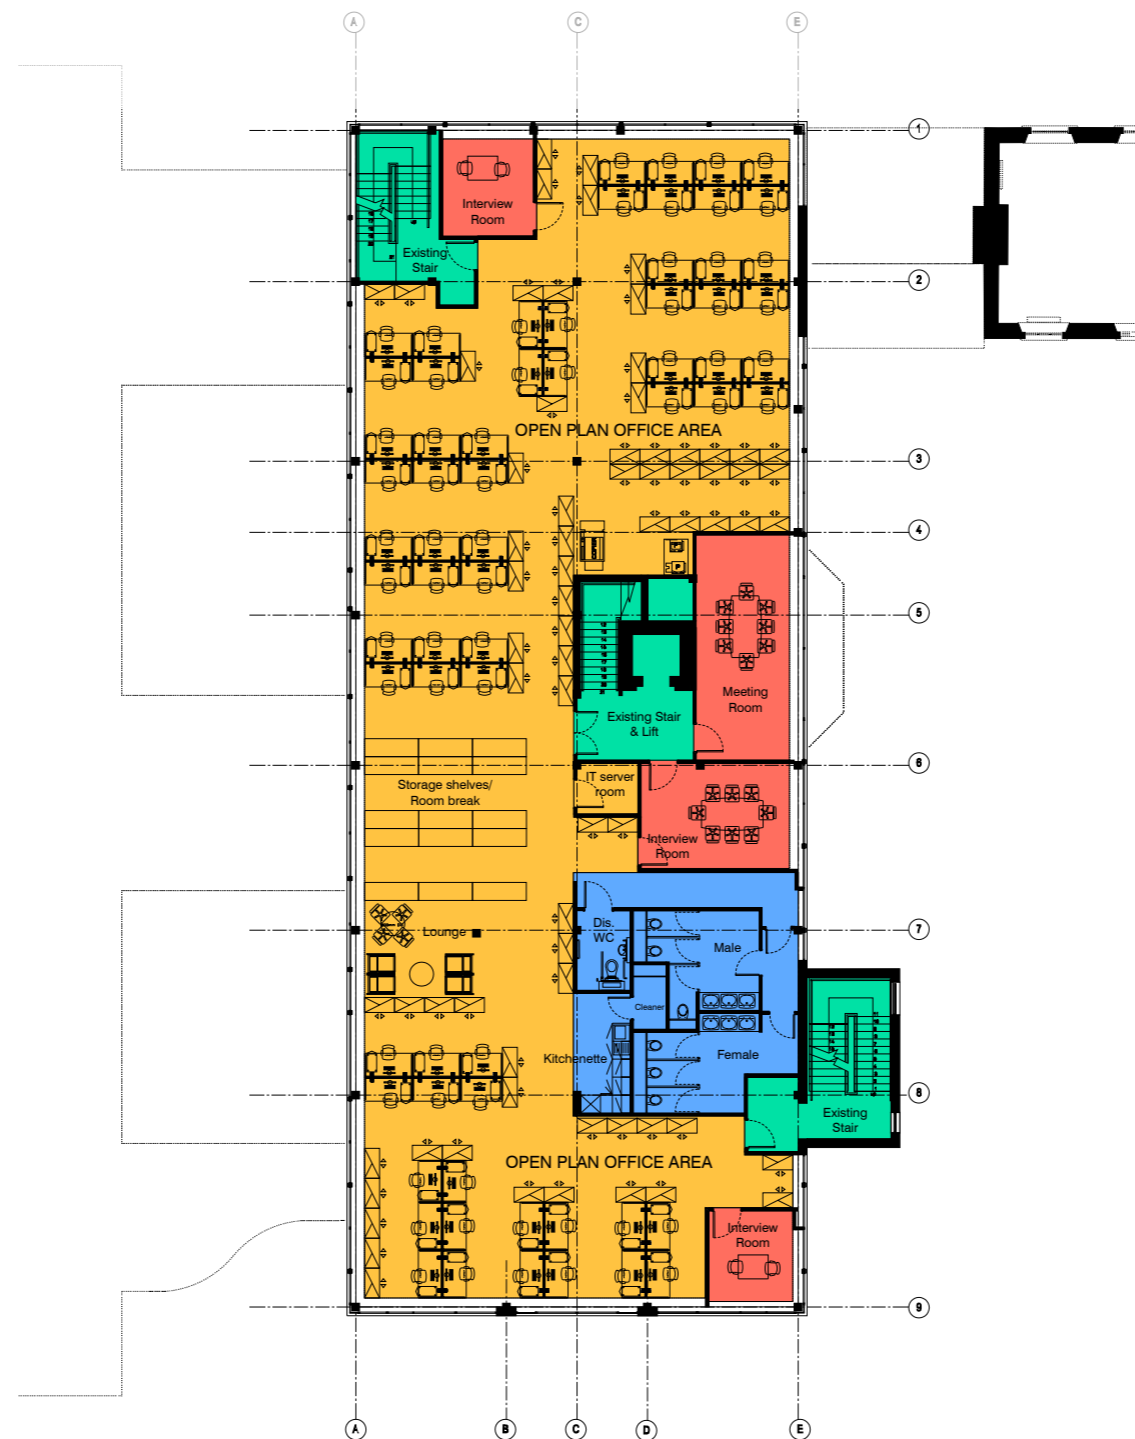 A
C
E
1
Interview
Room
Existing
Stair
2
OPEN PLAN OFFICE AREA
3
4
5
Meeting
Room
Existing Stair
& Lift
6
IT server
room
Storage shelves/
Room break
Interview
Room
Dis.
WC
Lounge
Male
7
Cleaner
Kitchenette
Female
8
Existing
Stair
OPEN PLAN OFFICE AREA
Interview
Room
9
A
B
C
D
E